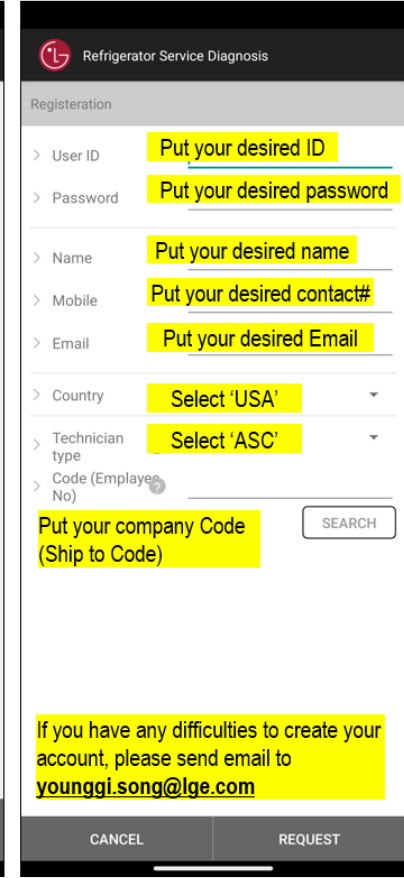 LG Refrigerator Service Diagnosis
Registeration
> User ID Put your desired ID
> Password Put your desired password
> Name Put your desired name
> Mobile Put your desired contact#
> Email Put your desired Email
> Country Select ‘USA’
> Technician type Select ‘ASC’
> Code (Employee No) ?
Put your company Code
(Ship to Code)
SEARCH
If you have any difficulties to create your
account, please send email to
younggi.song@lge.com
CANCEL REQUEST